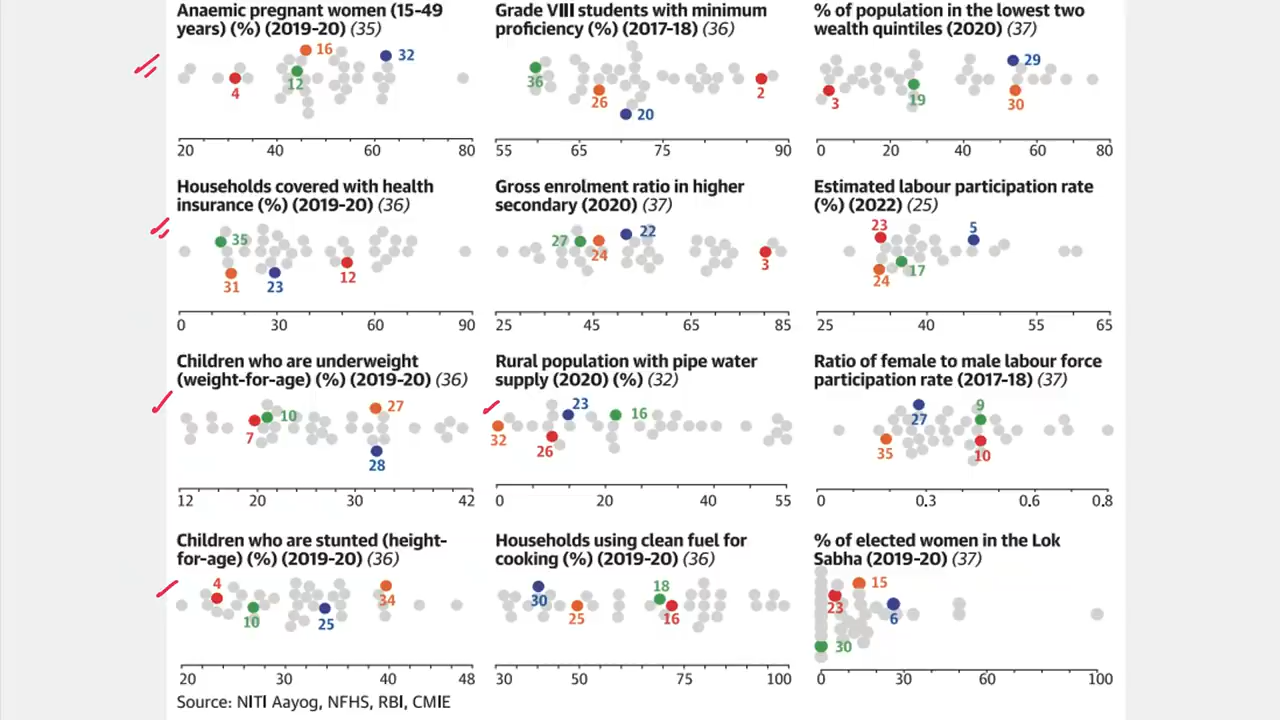 Anaemic pregnant women (15-49
years) (%) (2019-20) (35)
16
32
4
12
20 40 60 80
Grade VIII students with minimum
proficiency (%) (2017-18) (36)
36
26
20
2
55 65 75 90
% of population in the lowest two
wealth quintiles (2020) (37)
29
3
19
30
0 20 40 60 80
Households covered with health
insurance (%) (2019-20) (36)
35
31
23
12
0 30 60 90
Gross enrolment ratio in higher
secondary (2020) (37)
27
24
22
3
25 45 65 85
Estimated labour participation rate
(%) (2022) (25)
23
5
24
17
25 40 55 65
Children who are underweight
(weight-for-age) (%) (2019-20) (36)
7
10
27
28
12 20 30 42
Rural population with pipe water
supply (2020) (%) (32)
23
16
32
26
0 20 40 55
Ratio of female to male labour force
participation rate (2017-18) (37)
27
9
35
10
0 0.3 0.6 0.8
Children who are stunted (height-
for-age) (%) (2019-20) (36)
4
10
25
34
20 30 40 48
Households using clean fuel for
cooking (%) (2019-20) (36)
30
25
18
16
30 50 75 100
% of elected women in the Lok
Sabha (2019-20) (37)
15
23
6
30
0 30 60 100
Source: NITI Aayog, NFHS, RBI, CMIE